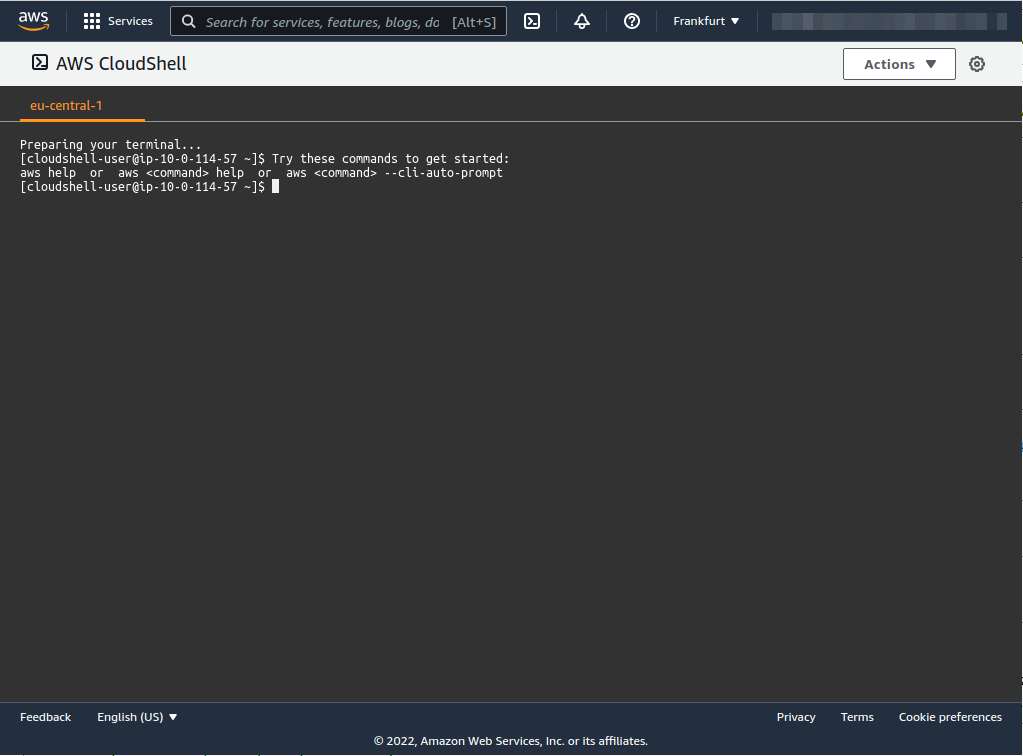 aws Services Search for services, features, blogs, do [Alt+S] Frankfurt
AWS CloudShell Actions
eu-central-1
Preparing your terminal...
[cloudshell-user@ip-10-0-114-57 ~]$ Try these commands to get started:
aws help  or  aws <command> help  or  aws <command> --cli-auto-prompt
[cloudshell-user@ip-10-0-114-57 ~]$
Feedback English (US) Privacy Terms Cookie preferences
© 2022, Amazon Web Services, Inc. or its affiliates.